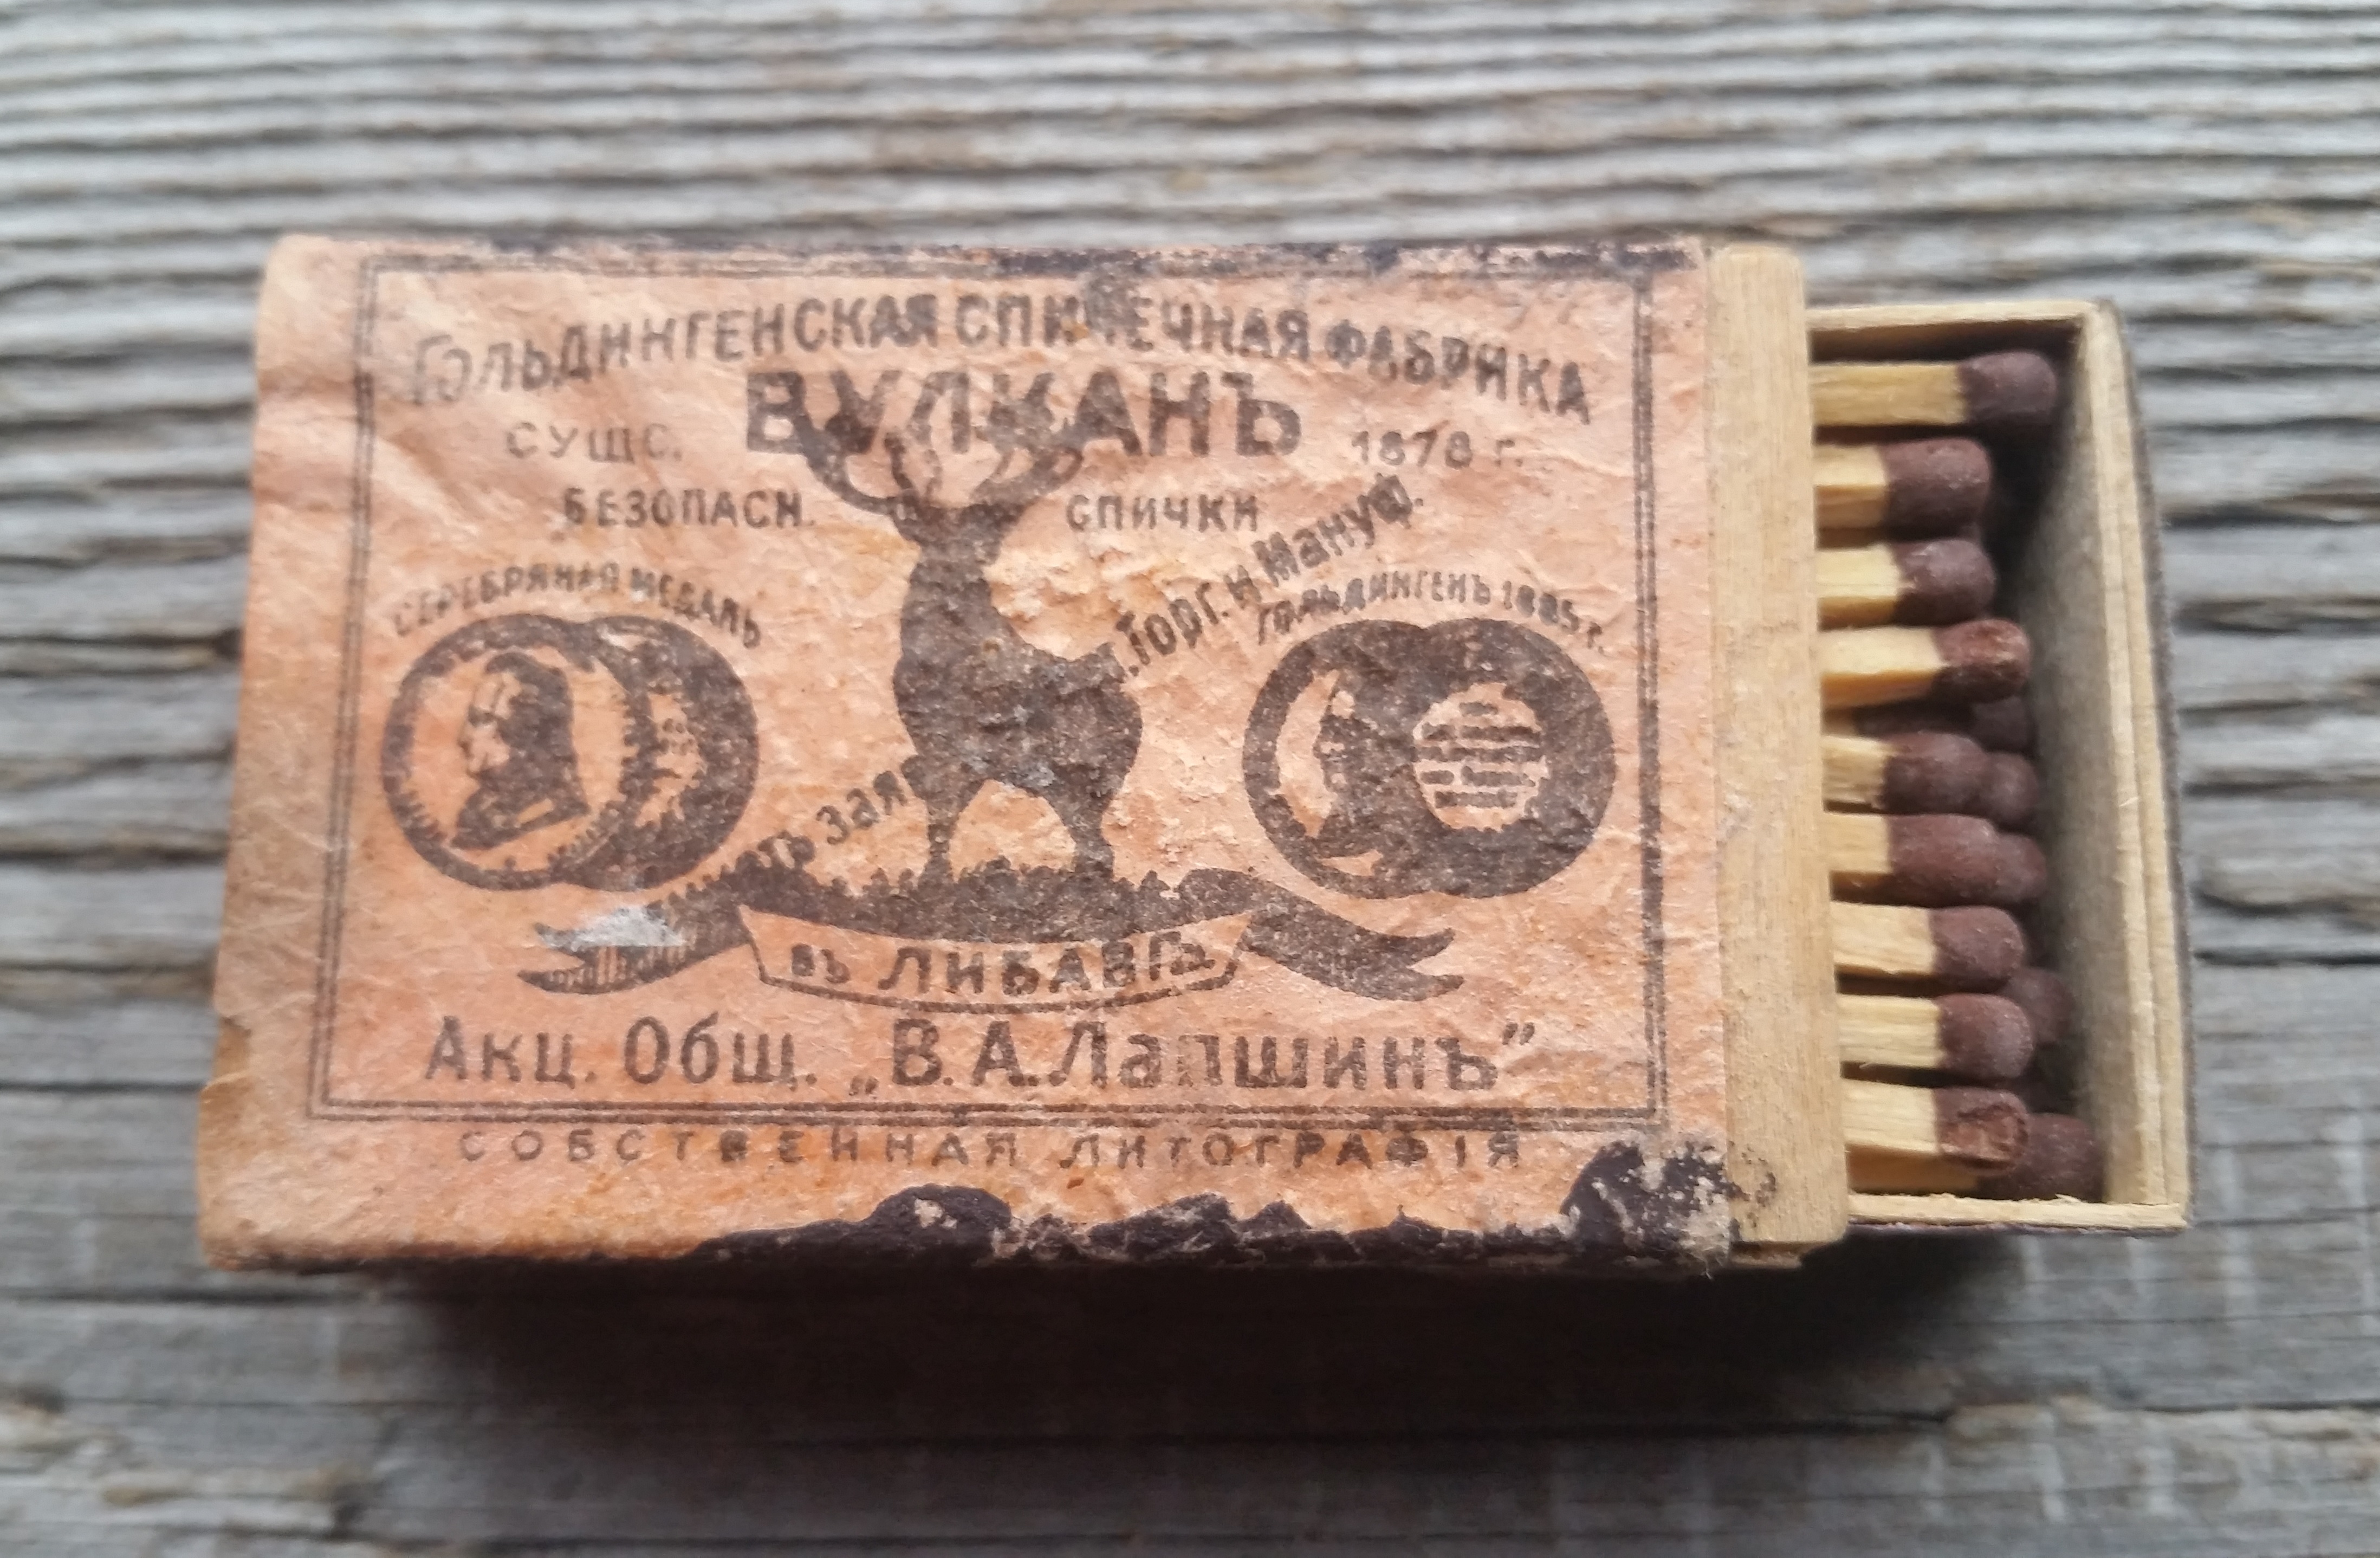 Гольдингенская спичечная фабрика
ВУЛКАНЪ
СУЩС. 1878 г.
БЕЗОПАСН. СПИЧКИ
СЕРЕБРЯНАЯ МЕДАЛЬ
Торг. и Мануф.
ГОЛЬДИНГЕНЪ 1885 г.
Заяв
въ ЛИБАВѢ
Акц. Общ. „В.А.Лапшинъ”
СОБСТВЕННАЯ ЛИТОГРАФІЯ